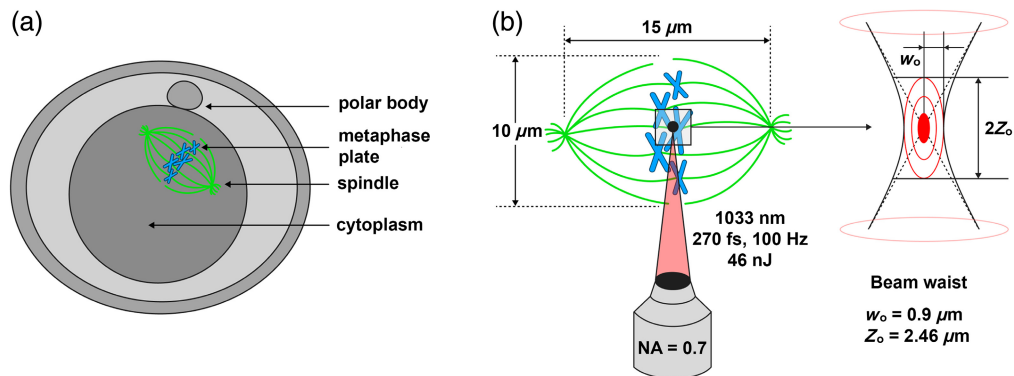 (a)
polar body
metaphase
plate
spindle
cytoplasm
(b)
15 µm
10 µm
1033 nm
270 fs, 100 Hz
46 nJ
NA = 0.7
wo
2Zo
Beam waist
wo = 0.9 µm
Zo = 2.46 µm